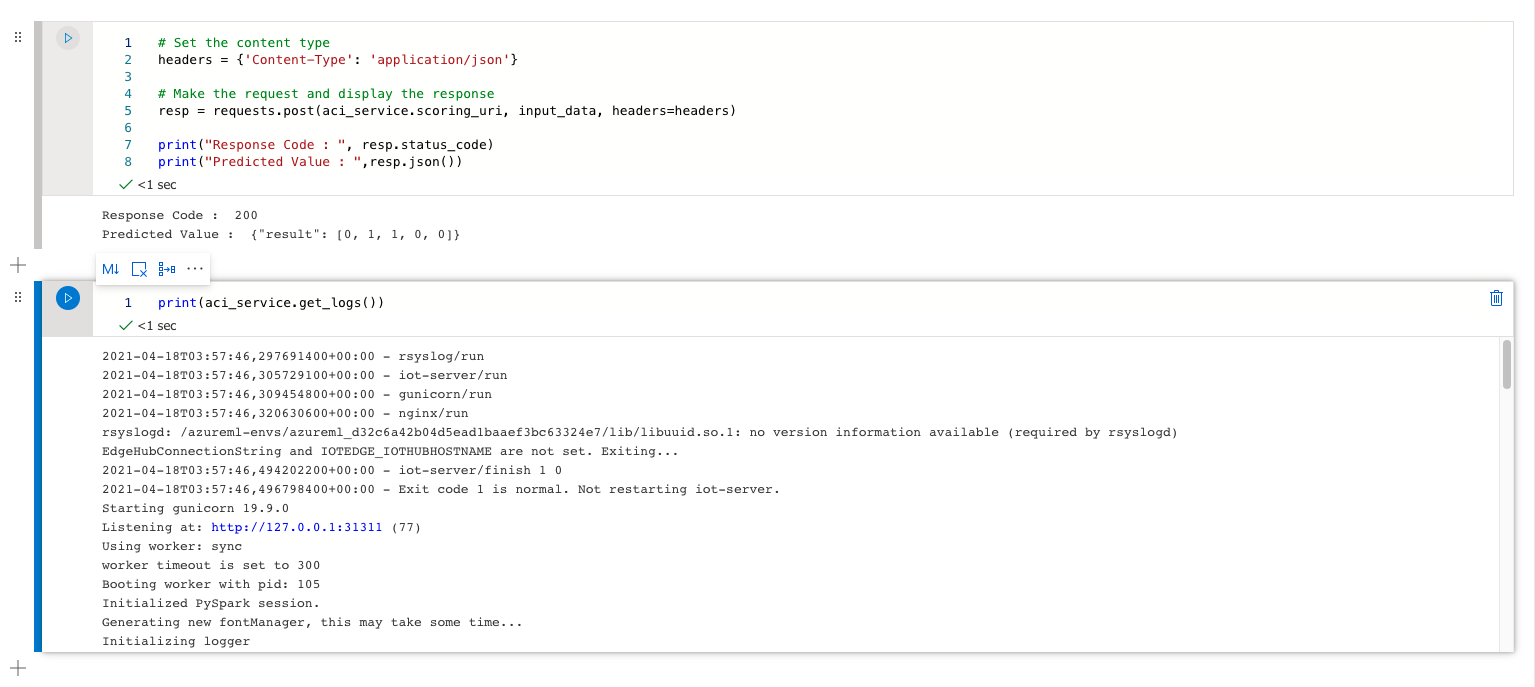 1 # Set the content type
2 headers = {'Content-Type': 'application/json'}
3
4 # Make the request and display the response
5 resp = requests.post(aci_service.scoring_uri, input_data, headers=headers)
6
7 print("Response Code : ", resp.status_code)
8 print("Predicted Value : ",resp.json())
<1 sec
Response Code :  200
Predicted Value :  {"result": [0, 1, 1, 0, 0]}
M↓
1 print(aci_service.get_logs())
<1 sec
2021-04-18T03:57:46,297691400+00:00 - rsyslog/run
2021-04-18T03:57:46,305729100+00:00 - iot-server/run
2021-04-18T03:57:46,309454800+00:00 - gunicorn/run
2021-04-18T03:57:46,320630600+00:00 - nginx/run
rsyslogd: /azureml-envs/azureml_d32c6a42b04d5ead1baaef3bc63324e7/lib/libuuid.so.1: no version information available (required by rsyslogd)
EdgeHubConnectionString and IOTEDGE_IOTHUBHOSTNAME are not set. Exiting...
2021-04-18T03:57:46,494202200+00:00 - iot-server/finish 1 0
2021-04-18T03:57:46,496798400+00:00 - Exit code 1 is normal. Not restarting iot-server.
Starting gunicorn 19.9.0
Listening at: http://127.0.0.1:31311 (77)
Using worker: sync
worker timeout is set to 300
Booting worker with pid: 105
Initialized PySpark session.
Generating new fontManager, this may take some time...
Initializing logger